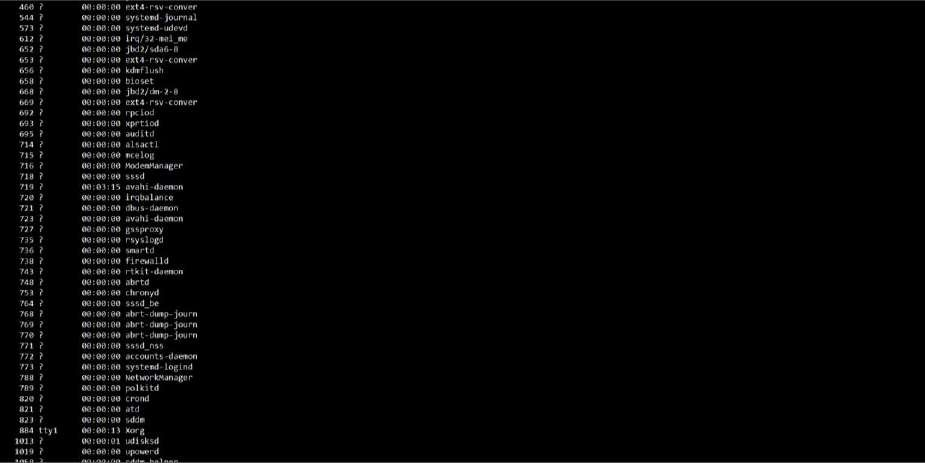 460 ? 00:00:00 ext4-rsv-conver
544 ? 00:00:00 systemd-journal
573 ? 00:00:00 systemd-udevd
612 ? 00:00:00 irq/32-mei_me
652 ? 00:00:00 jbd2/sda6-8
653 ? 00:00:00 ext4-rsv-conver
656 ? 00:00:00 kdmflush
658 ? 00:00:00 bioset
668 ? 00:00:00 jbd2/dm-2-8
669 ? 00:00:00 ext4-rsv-conver
692 ? 00:00:00 rpciod
693 ? 00:00:00 xprtiod
695 ? 00:00:00 auditd
714 ? 00:00:00 alsactl
715 ? 00:00:00 mcelog
716 ? 00:00:00 ModemManager
718 ? 00:00:00 sssd
719 ? 00:03:15 avahi-daemon
720 ? 00:00:00 irqbalance
721 ? 00:00:00 dbus-daemon
723 ? 00:00:00 avahi-daemon
727 ? 00:00:00 gssproxy
735 ? 00:00:00 rsyslogd
736 ? 00:00:00 smartd
738 ? 00:00:00 firewalld
743 ? 00:00:00 rtkit-daemon
748 ? 00:00:00 abrtd
753 ? 00:00:00 chronyd
764 ? 00:00:00 sssd_be
768 ? 00:00:00 abrt-dump-journ
769 ? 00:00:00 abrt-dump-journ
770 ? 00:00:00 abrt-dump-journ
771 ? 00:00:00 sssd_nss
772 ? 00:00:00 accounts-daemon
773 ? 00:00:00 systemd-logind
788 ? 00:00:00 NetworkManager
789 ? 00:00:00 polkitd
820 ? 00:00:00 crond
821 ? 00:00:00 atd
823 ? 00:00:00 sddm
884 tty1 00:00:13 Xorg
1013 ? 00:00:01 udisksd
1019 ? 00:00:00 upowerd